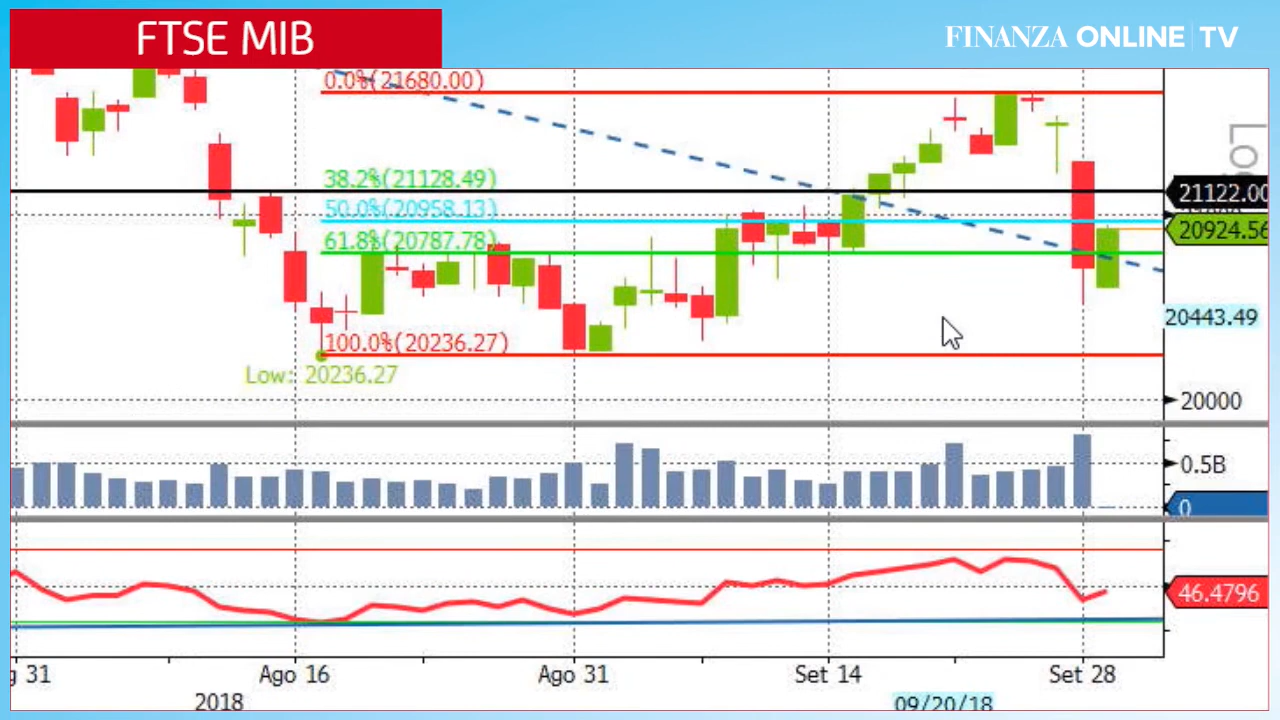 FTSE MIB
FINANZA ONLINE TV
0.0%(21680.00)
38.2%(21128.49)
21122.00
50.0%(20958.13)
20924.56
61.8%(20787.78)
20443.49
100.0%(20236.27)
Low: 20236.27
20000
0.5B
0
46.4796
31
Ago 16
Ago 31
Set 14
Set 28
2018
09/20/18